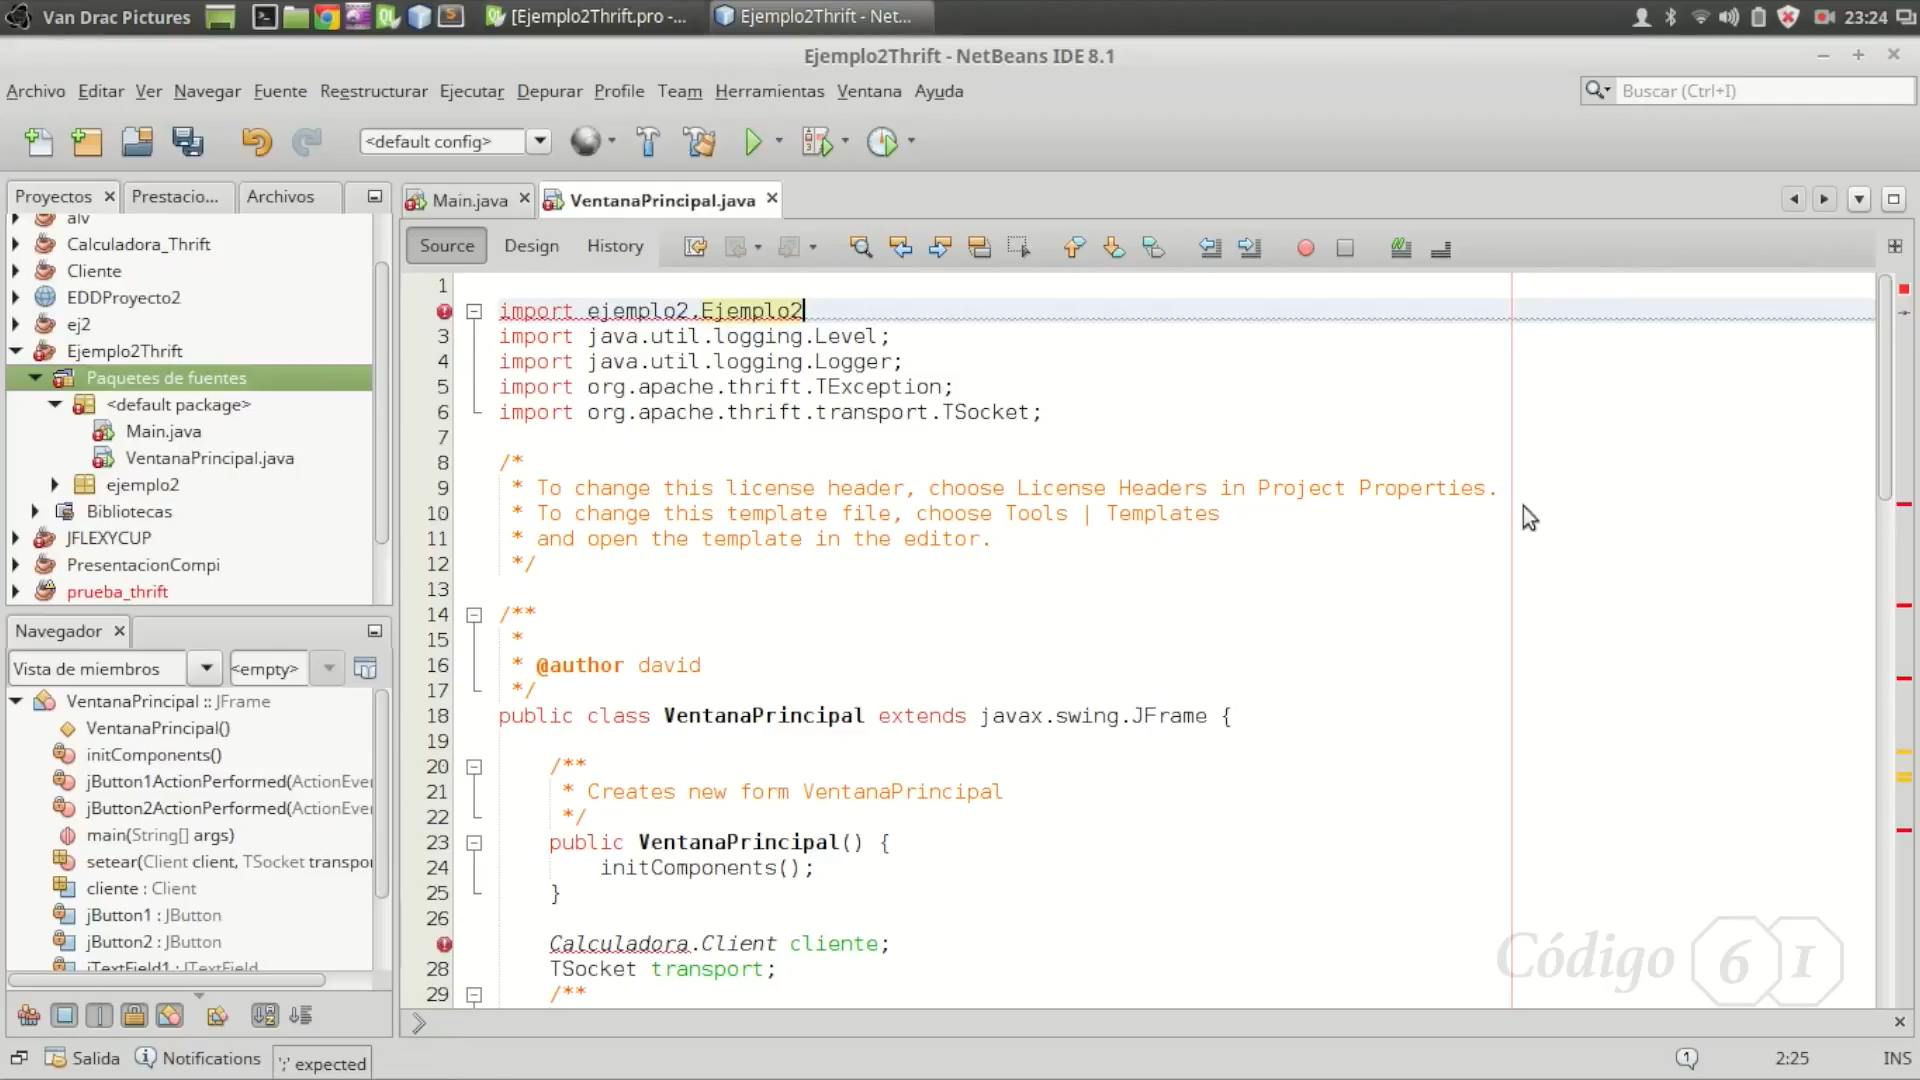 Van Drac Pictures
[Ejemplo2Thrift.pro -...
Ejemplo2Thrift - Net...
23:24
Ejemplo2Thrift - NetBeans IDE 8.1
Archivo Editar Ver Navegar Fuente Reestructurar Ejecutar Depurar Profile Team Herramientas Ventana Ayuda
Buscar (Ctrl+I)
<default config>
Proyectos
Prestacio...
Archivos
Main.java
VentanaPrincipal.java
alv
Calculadora_Thrift
Cliente
EDDProyecto2
ej2
Ejemplo2Thrift
Paquetes de fuentes
<default package>
Main.java
VentanaPrincipal.java
ejemplo2
Bibliotecas
JFLEXYCUP
PresentacionCompi
prueba_thrift
Navegador
Vista de miembros
<empty>
VentanaPrincipal :: JFrame
VentanaPrincipal()
initComponents()
jButton1ActionPerformed(ActionEve
jButton2ActionPerformed(ActionEve
main(String[] args)
setear(Client client, TSocket transpo
cliente : Client
jButton1 : JButton
jButton2 : JButton
jTextField1 : JTextField
Source Design History
1
import ejemplo2.Ejemplo2
3 import java.util.logging.Level;
4 import java.util.logging.Logger;
5 import org.apache.thrift.TException;
6 import org.apache.thrift.transport.TSocket;
7
8 /*
9 * To change this license header, choose License Headers in Project Properties.
10 * To change this template file, choose Tools | Templates
11 * and open the template in the editor.
12 */
13
14 /**
15 *
16 * @author david
17 */
18 public class VentanaPrincipal extends javax.swing.JFrame {
19
20 /**
21 * Creates new form VentanaPrincipal
22 */
23 public VentanaPrincipal() {
24 initComponents();
25 }
26
Calculadora.Client cliente;
28 TSocket transport;
29 /**
Código 6 I
Salida
Notifications
';' expected
1
2:25
INS